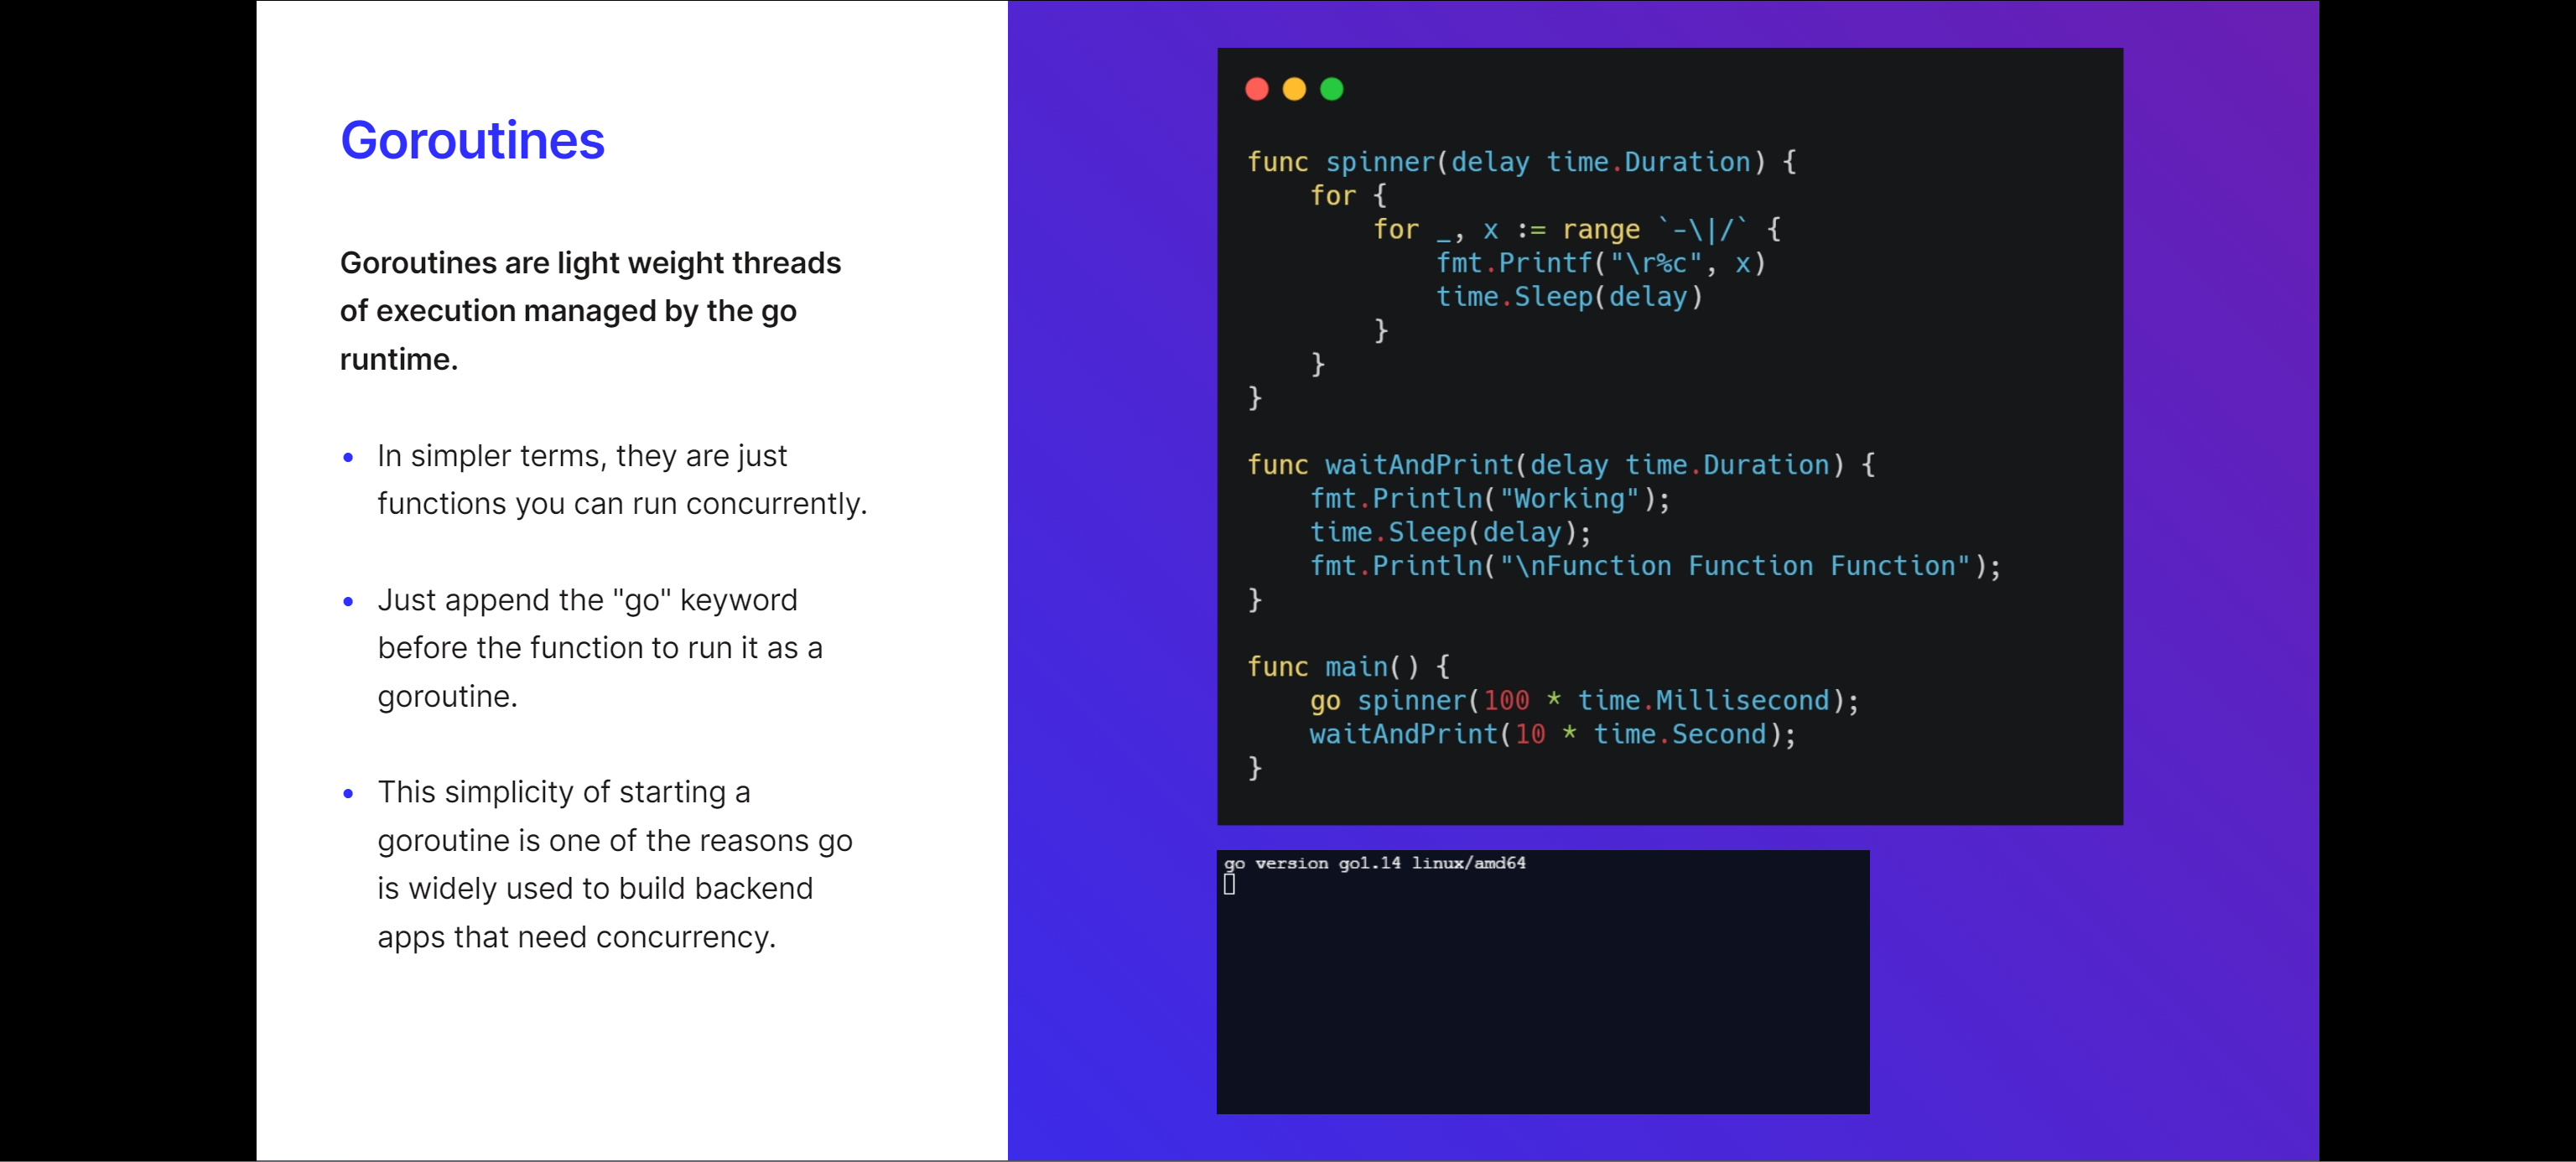 Goroutines
Goroutines are light weight threads
of execution managed by the go
runtime.
• In simpler terms, they are just
functions you can run concurrently.
• Just append the "go" keyword
before the function to run it as a
goroutine.
• This simplicity of starting a
goroutine is one of the reasons go
is widely used to build backend
apps that need concurrency.
func spinner(delay time.Duration) {
    for {
        for _, x := range `-\|/` {
            fmt.Printf("\r%c", x)
            time.Sleep(delay)
        }
    }
}
func waitAndPrint(delay time.Duration) {
    fmt.Println("Working");
    time.Sleep(delay);
    fmt.Println("\nFunction Function Function");
}
func main() {
    go spinner(100 * time.Millisecond);
    waitAndPrint(10 * time.Second);
}
go version go1.14 linux/amd64